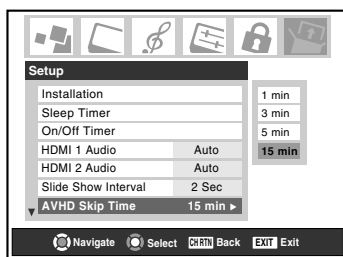 Setup
Installation
Sleep Timer
On/Off Timer
HDMI 1 Audio Auto
HDMI 2 Audio Auto
Slide Show Interval 2 Sec
AVHD Skip Time 15 min
1 min
3 min
5 min
15 min
Navigate Select CH RTN Back EXIT Exit